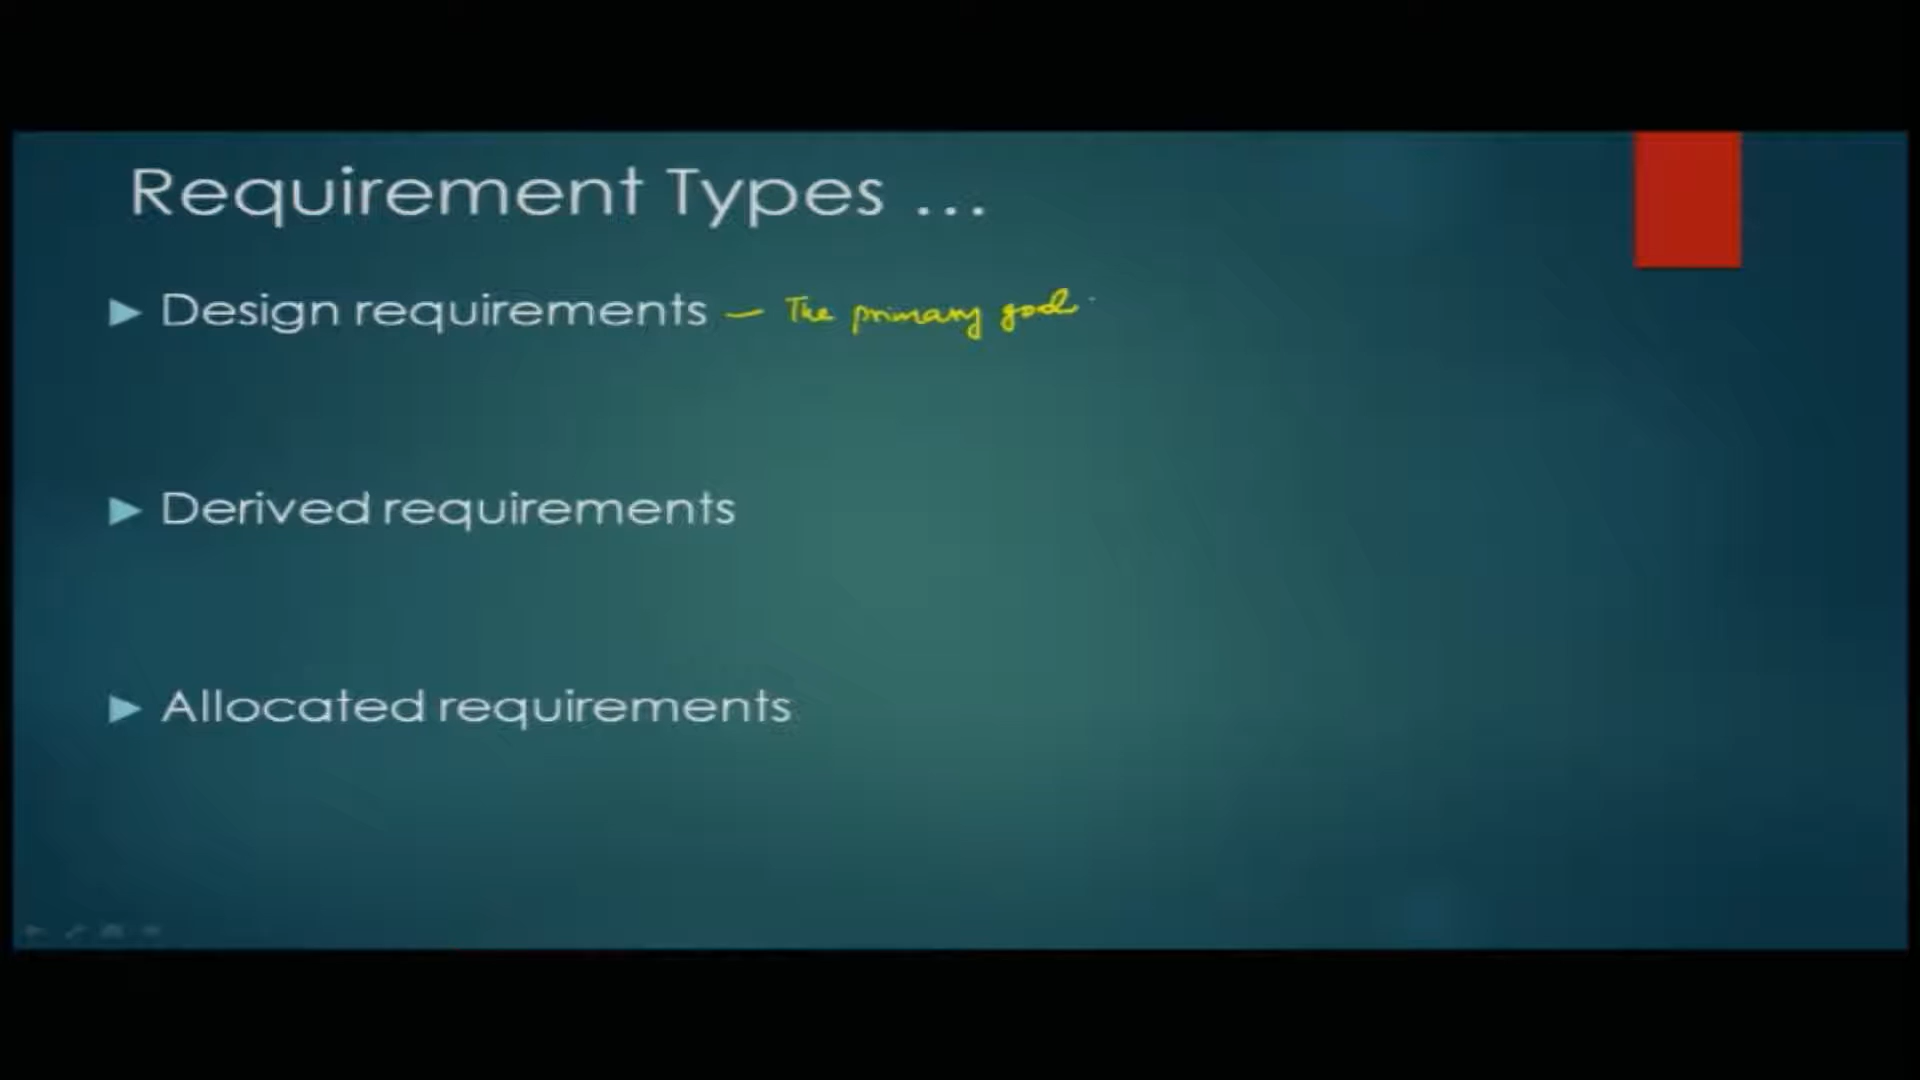 Requirement Types ...
Design requirements – The primary goal
Derived requirements
Allocated requirements